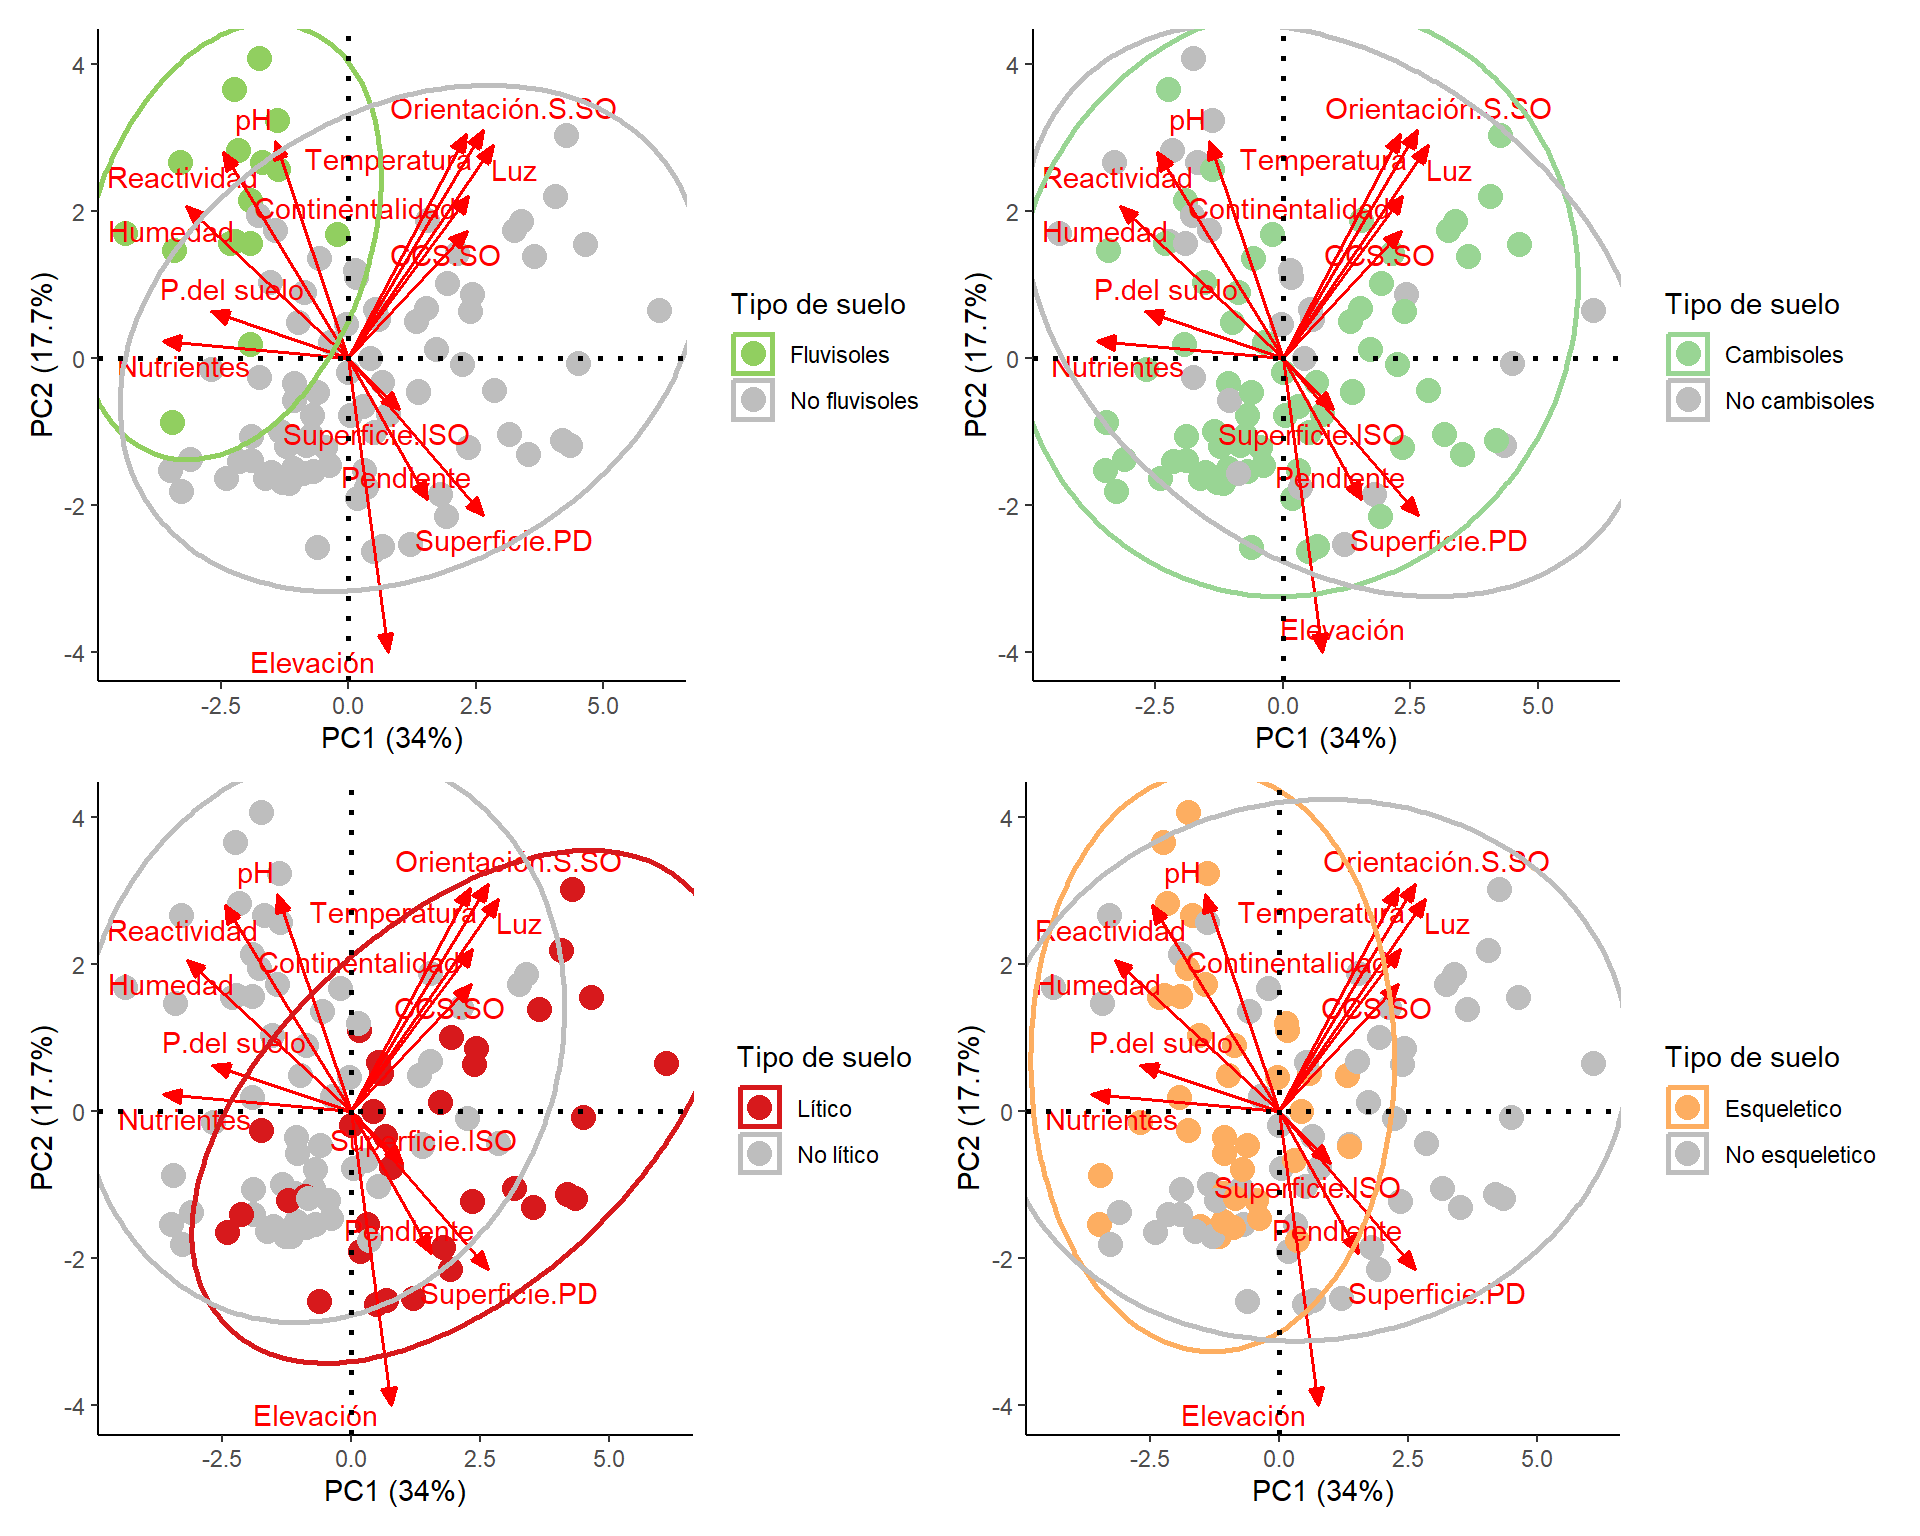 4
2
0
-2
-4
PC2 (17.7%)
-2.5
0.0
2.5
5.0
PC1 (34%)
Orientación.S.SO
pH
Temperatura
Luz
Reactividad
Continentalidad
Humedad
CCS.SO
P.del suelo
Nutrientes
Superficie.ISO
Pendiente
Superficie.PD
Elevación
Tipo de suelo
Fluvisoles
No fluvisoles
4
2
0
-2
-4
PC2 (17.7%)
-2.5
0.0
2.5
5.0
PC1 (34%)
Orientación.S.SO
pH
Temperatura
Luz
Reactividad
Continentalidad
Humedad
CCS.SO
P.del suelo
Nutrientes
Superficie.ISO
Pendiente
Superficie.PD
Elevación
Tipo de suelo
Cambisoles
No cambisoles
4
2
0
-2
-4
PC2 (17.7%)
-2.5
0.0
2.5
5.0
PC1 (34%)
Orientación.S.SO
pH
Temperatura
Luz
Reactividad
Continentalidad
Humedad
CCS.SO
P.del suelo
Nutrientes
Superficie.ISO
Pendiente
Superficie.PD
Elevación
Tipo de suelo
Lítico
No lítico
4
2
0
-2
-4
PC2 (17.7%)
-2.5
0.0
2.5
5.0
PC1 (34%)
Orientación.S.SO
pH
Temperatura
Luz
Reactividad
Continentalidad
Humedad
CCS.SO
P.del suelo
Nutrientes
Superficie.ISO
Pendiente
Superficie.PD
Elevación
Tipo de suelo
Esqueletico
No esqueletico